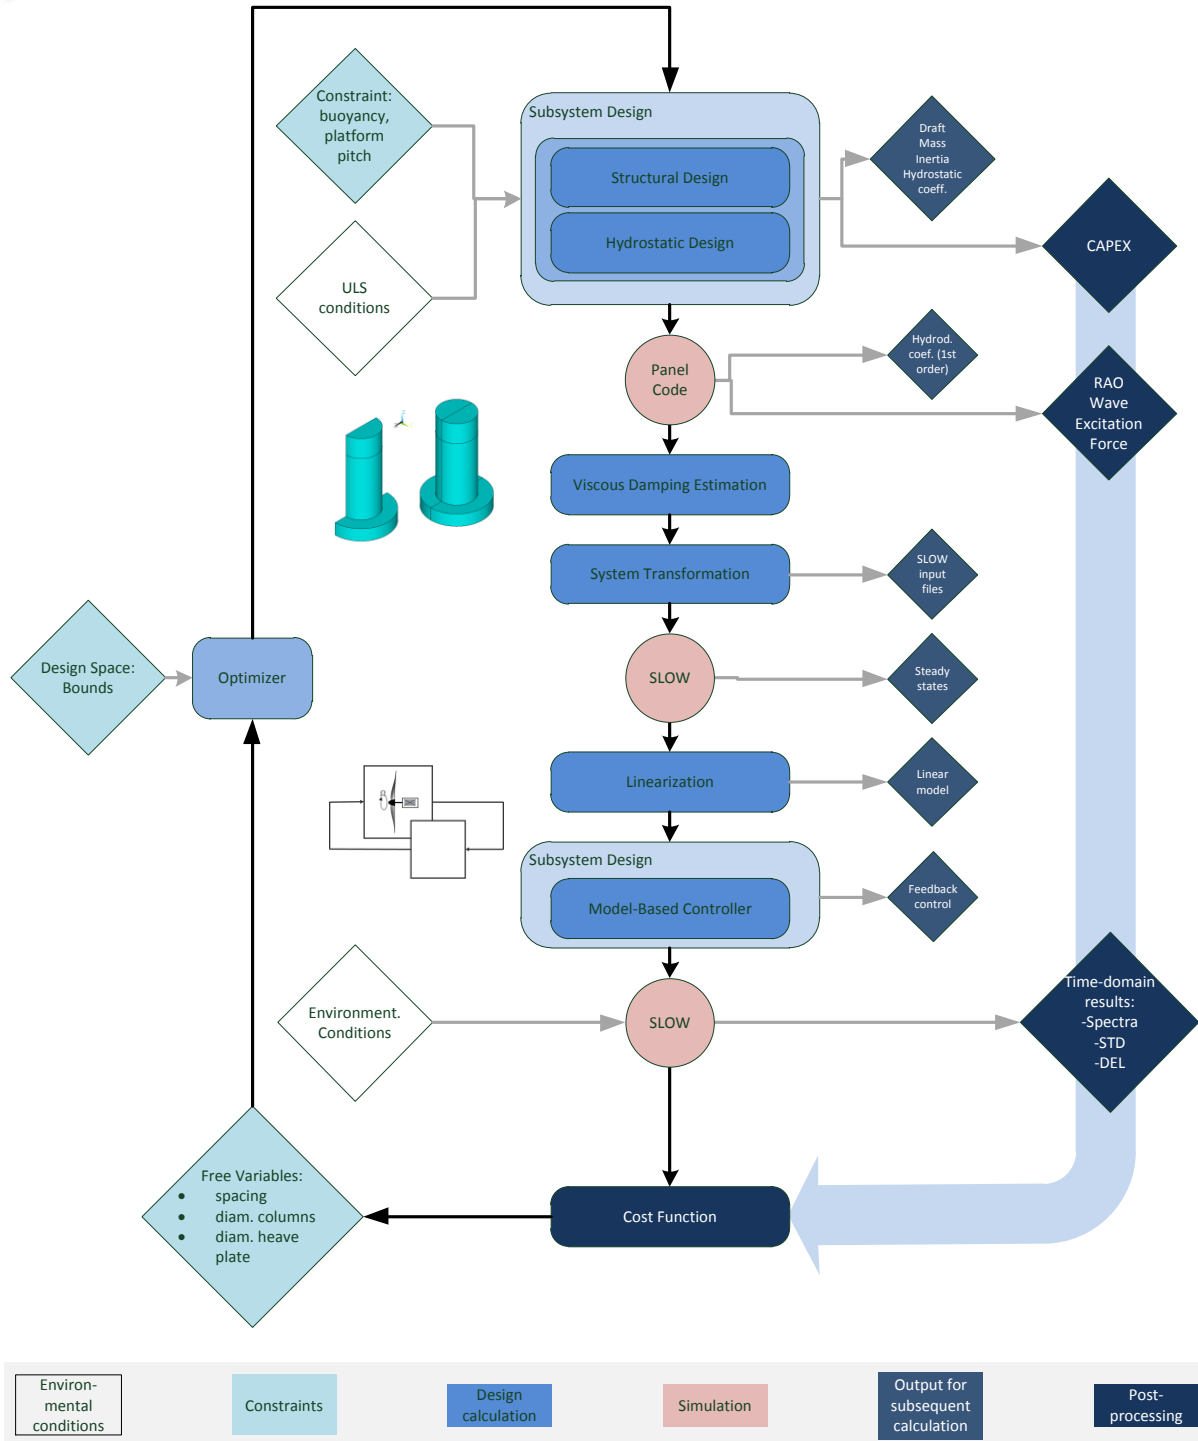 Constraint:
buoyancy,
platform
pitch
ULS
conditions
Subsystem Design
Structural Design
Hydrostatic Design
Draft
Mass
Inertia
Hydrostatic
coeff.
CAPEX
Panel
Code
Hydrod.
coef. (1st
order)
RAO
Wave
Excitation
Force
Viscous Damping Estimation
System Transformation
SLOW
input
files
Design Space:
Bounds
Optimizer
SLOW
Steady
states
Linearization
Linear
model
Subsystem Design
Model-Based Controller
Feedback
control
Environment.
Conditions
SLOW
Time-domain
results:
-Spectra
-STD
-DEL
Free Variables:
• spacing
• diam. columns
• diam. heave
plate
Cost Function
Environ-
mental
conditions
Constraints
Design
calculation
Simulation
Output for
subsequent
calculation
Post-
processing